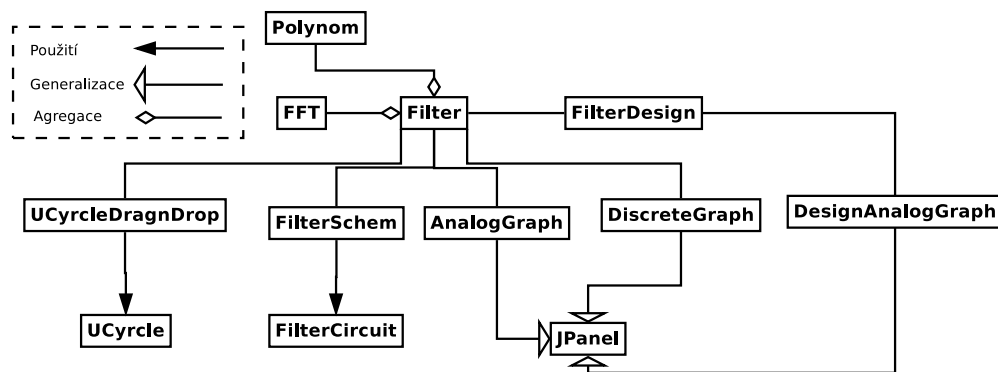 Polynom
Použití
Generalizace
Agregace
FFT
Filter
FilterDesign
UCyrcleDragnDrop
FilterSchem
AnalogGraph
DiscreteGraph
DesignAnalogGraph
UCyrcle
FilterCircuit
JPanel